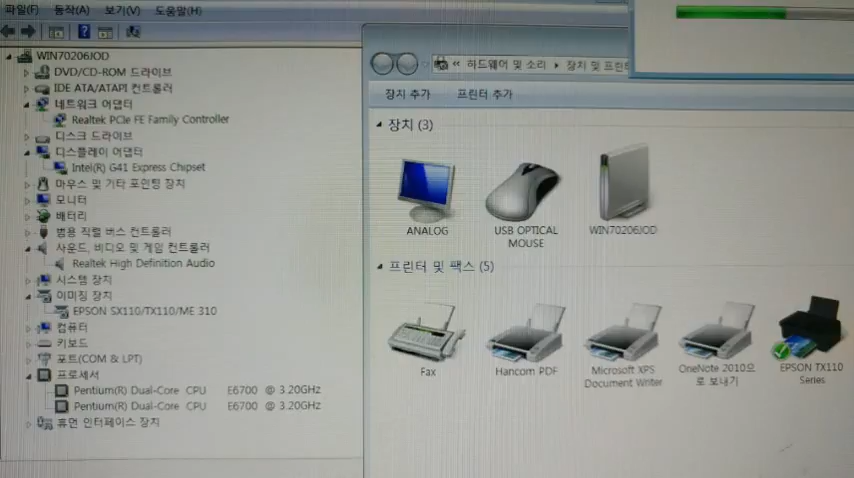 파일(F) 동작(A) 보기(V) 도움말(H)
WIN70206JOD
DVD/CD-ROM 드라이브
IDE ATA/ATAPI 컨트롤러
네트워크 어댑터
Realtek PCIe FE Family Controller
디스크 드라이브
디스플레이 어댑터
Intel(R) G41 Express Chipset
마우스 및 기타 포인팅 장치
모니터
배터리
범용 직렬 버스 컨트롤러
사운드, 비디오 및 게임 컨트롤러
Realtek High Definition Audio
시스템 장치
이미징 장치
EPSON SX110/TX110/ME 310
컴퓨터
키보드
포트(COM & LPT)
프로세서
Pentium(R) Dual-Core CPU E6700 @ 3.20GHz
Pentium(R) Dual-Core CPU E6700 @ 3.20GHz
휴먼 인터페이스 장치
« 하드웨어 및 소리 ▸ 장치 및 프린터
장치 추가 프린터 추가
장치 (3)
ANALOG
USB OPTICAL
MOUSE
WIN70206JOD
프린터 및 팩스 (5)
Fax
Hancom PDF
Microsoft XPS
Document Writer
OneNote 2010으
로 보내기
EPSON TX110
Series